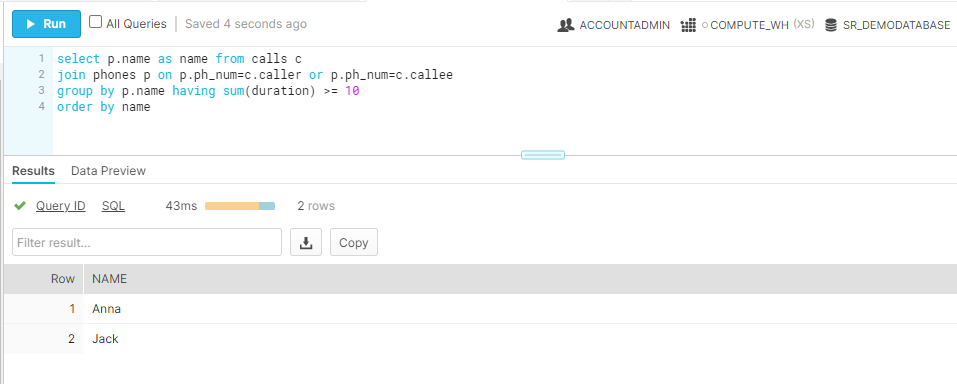 Run All Queries Saved 4 seconds ago ACCOUNTADMIN COMPUTE_WH (XS) SR_DEMODATABASE
1 select p.name as name from calls c
2 join phones p on p.ph_num=c.caller or p.ph_num=c.callee
3 group by p.name having sum(duration) >= 10
4 order by name
Results Data Preview
Query ID SQL 43ms 2 rows
Filter result... Copy
Row NAME
1 Anna
2 Jack